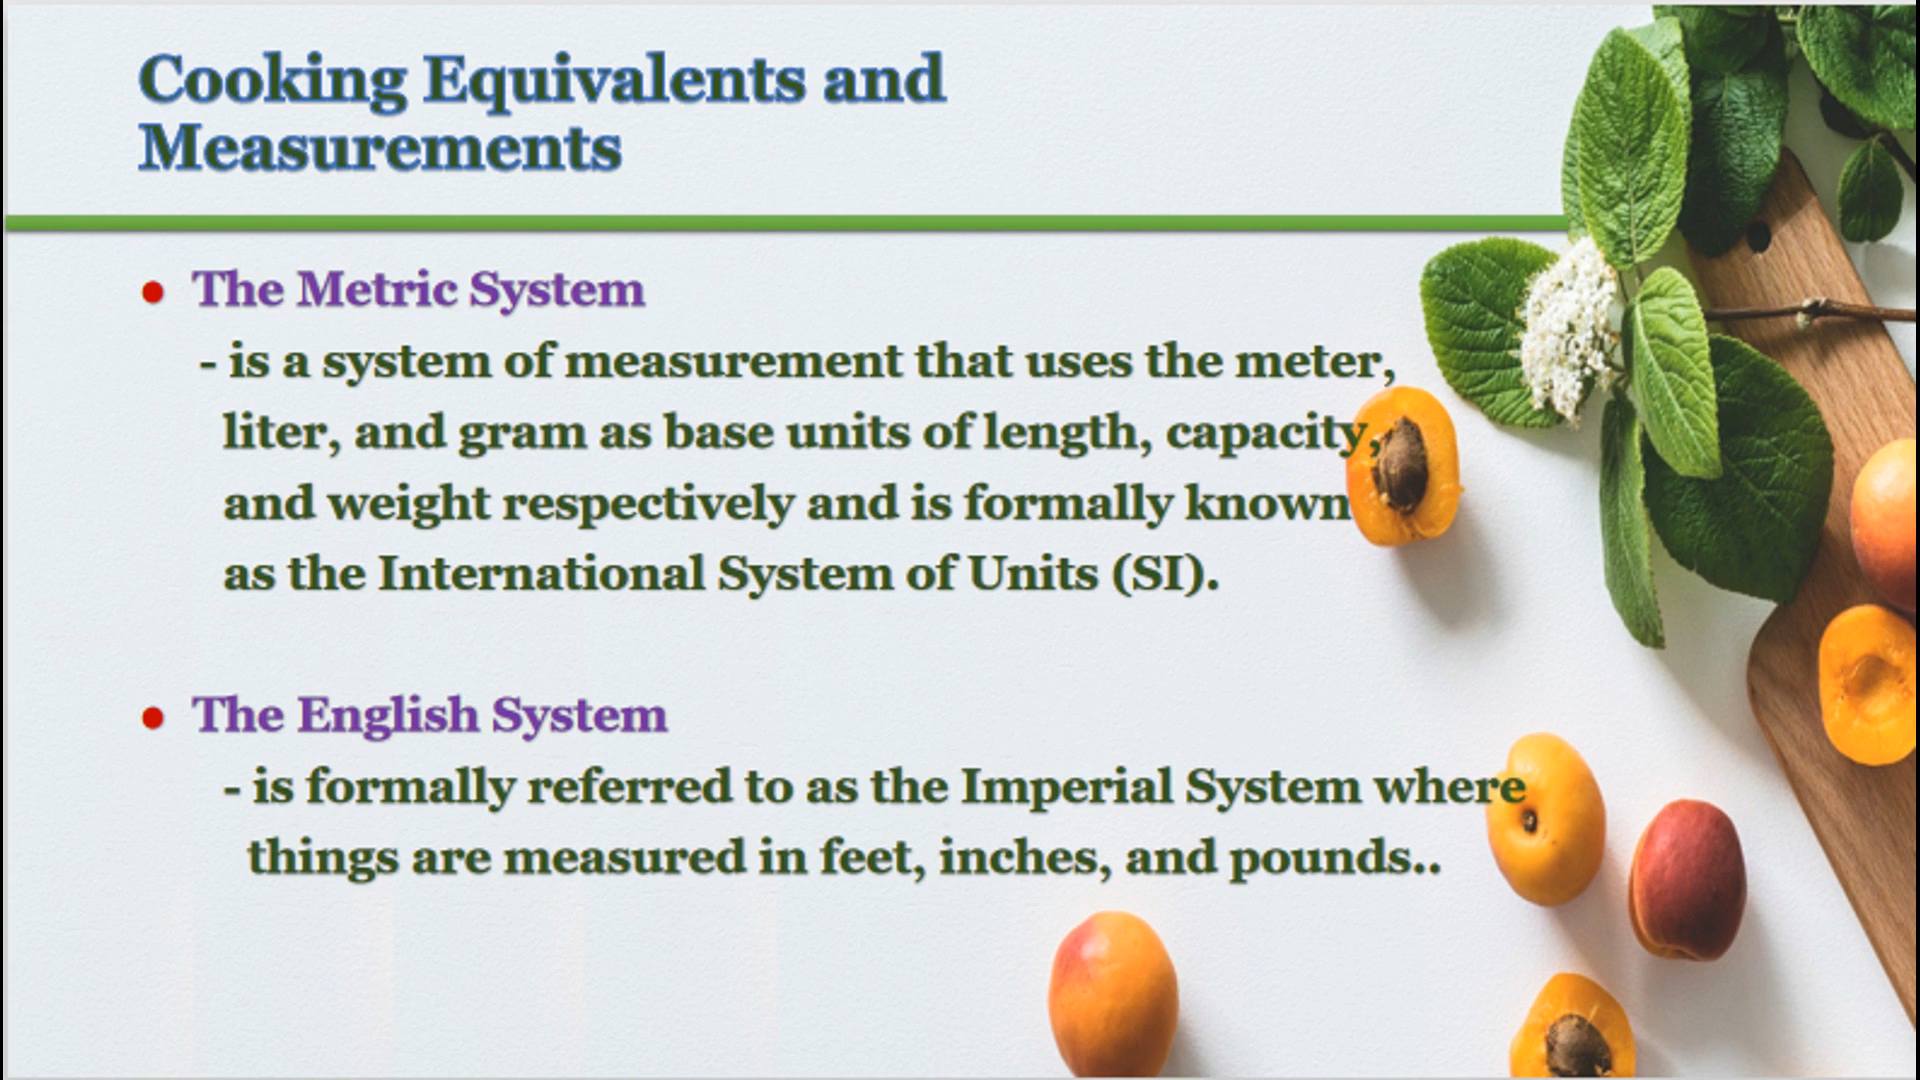 Cooking Equivalents and
Measurements
• The Metric System
- is a system of measurement that uses the meter,
liter, and gram as base units of length, capacity,
and weight respectively and is formally known
as the International System of Units (SI).
• The English System
- is formally referred to as the Imperial System where
things are measured in feet, inches, and pounds..